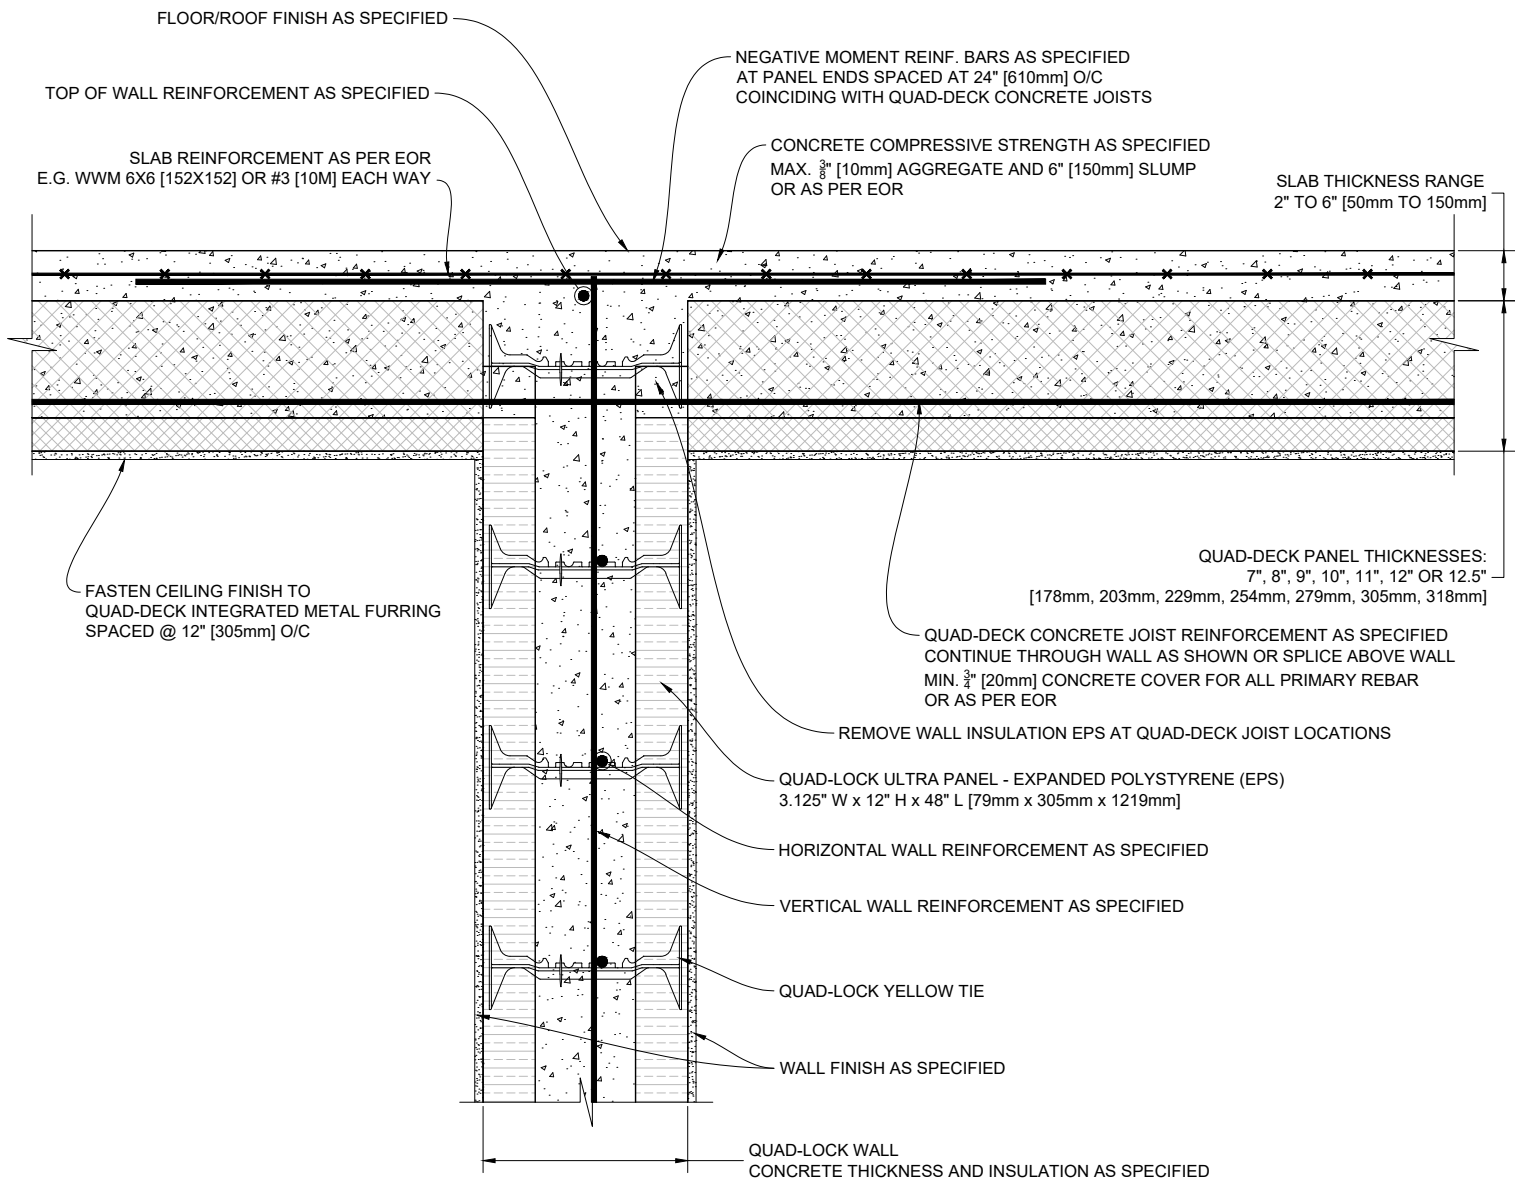 FLOOR/ROOF FINISH AS SPECIFIED
NEGATIVE MOMENT REINF. BARS AS SPECIFIED
AT PANEL ENDS SPACED AT 24" [610mm] O/C
COINCIDING WITH QUAD-DECK CONCRETE JOISTS
TOP OF WALL REINFORCEMENT AS SPECIFIED
CONCRETE COMPRESSIVE STRENGTH AS SPECIFIED
MAX. 3/8" [10mm] AGGREGATE AND 6" [150mm] SLUMP
OR AS PER EOR
SLAB REINFORCEMENT AS PER EOR
E.G. WWM 6X6 [152X152] OR #3 [10M] EACH WAY
SLAB THICKNESS RANGE
2" TO 6" [50mm TO 150mm]
QUAD-DECK PANEL THICKNESSES:
7", 8", 9", 10", 11", 12" OR 12.5"
[178mm, 203mm, 229mm, 254mm, 279mm, 305mm, 318mm]
FASTEN CEILING FINISH TO
QUAD-DECK INTEGRATED METAL FURRING
SPACED @ 12" [305mm] O/C
QUAD-DECK CONCRETE JOIST REINFORCEMENT AS SPECIFIED
CONTINUE THROUGH WALL AS SHOWN OR SPLICE ABOVE WALL
MIN. 3/4" [20mm] CONCRETE COVER FOR ALL PRIMARY REBAR
OR AS PER EOR
REMOVE WALL INSULATION EPS AT QUAD-DECK JOIST LOCATIONS
QUAD-LOCK ULTRA PANEL - EXPANDED POLYSTYRENE (EPS)
3.125" W x 12" H x 48" L [79mm x 305mm x 1219mm]
HORIZONTAL WALL REINFORCEMENT AS SPECIFIED
VERTICAL WALL REINFORCEMENT AS SPECIFIED
QUAD-LOCK YELLOW TIE
WALL FINISH AS SPECIFIED
QUAD-LOCK WALL
CONCRETE THICKNESS AND INSULATION AS SPECIFIED